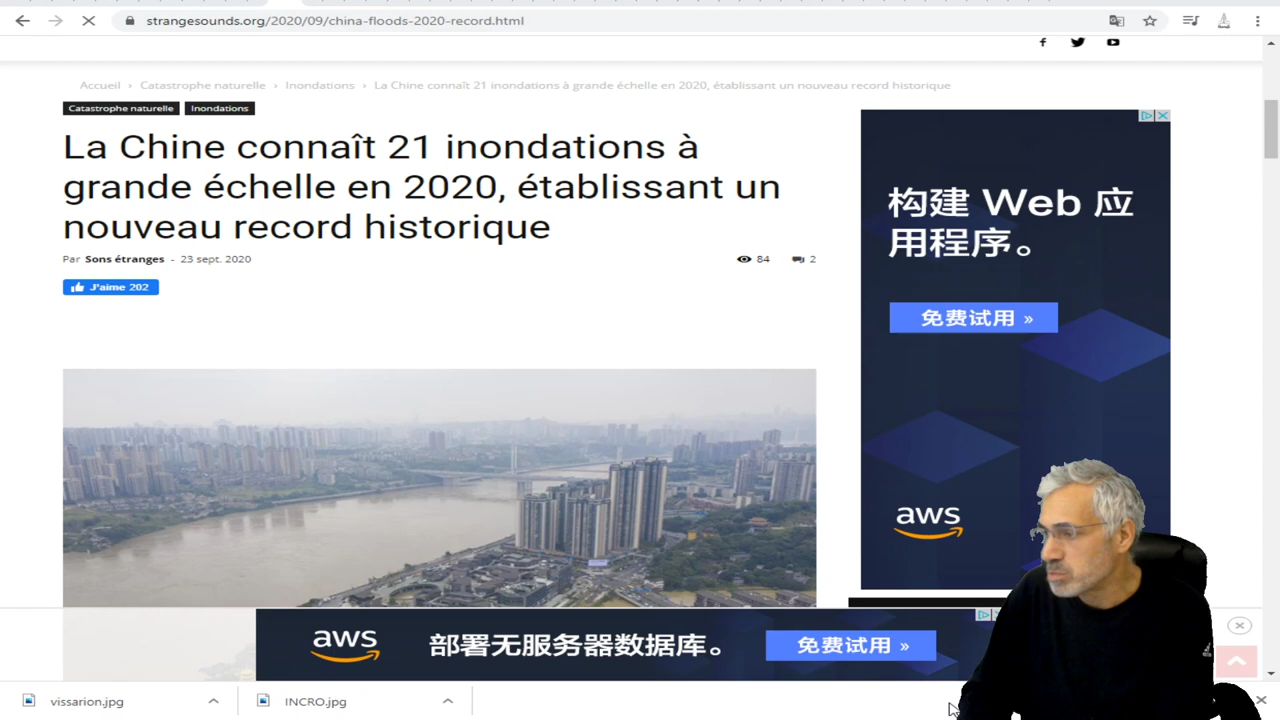 strangesounds.org/2020/09/china-floods-2020-record.html
Accueil › Catastrophe naturelle › Inondations › La Chine connaît 21 inondations à grande échelle en 2020, établissant un nouveau record historique
Catastrophe naturelle Inondations
La Chine connaît 21 inondations à
grande échelle en 2020, établissant un
nouveau record historique
Par Sons étranges - 23 sept. 2020 84 2
J'aime 202
构建 Web 应
用程序。
免费试用 »
aws
aws 部署无服务器数据库。 免费试用 »
vissarion.jpg INCRO.jpg